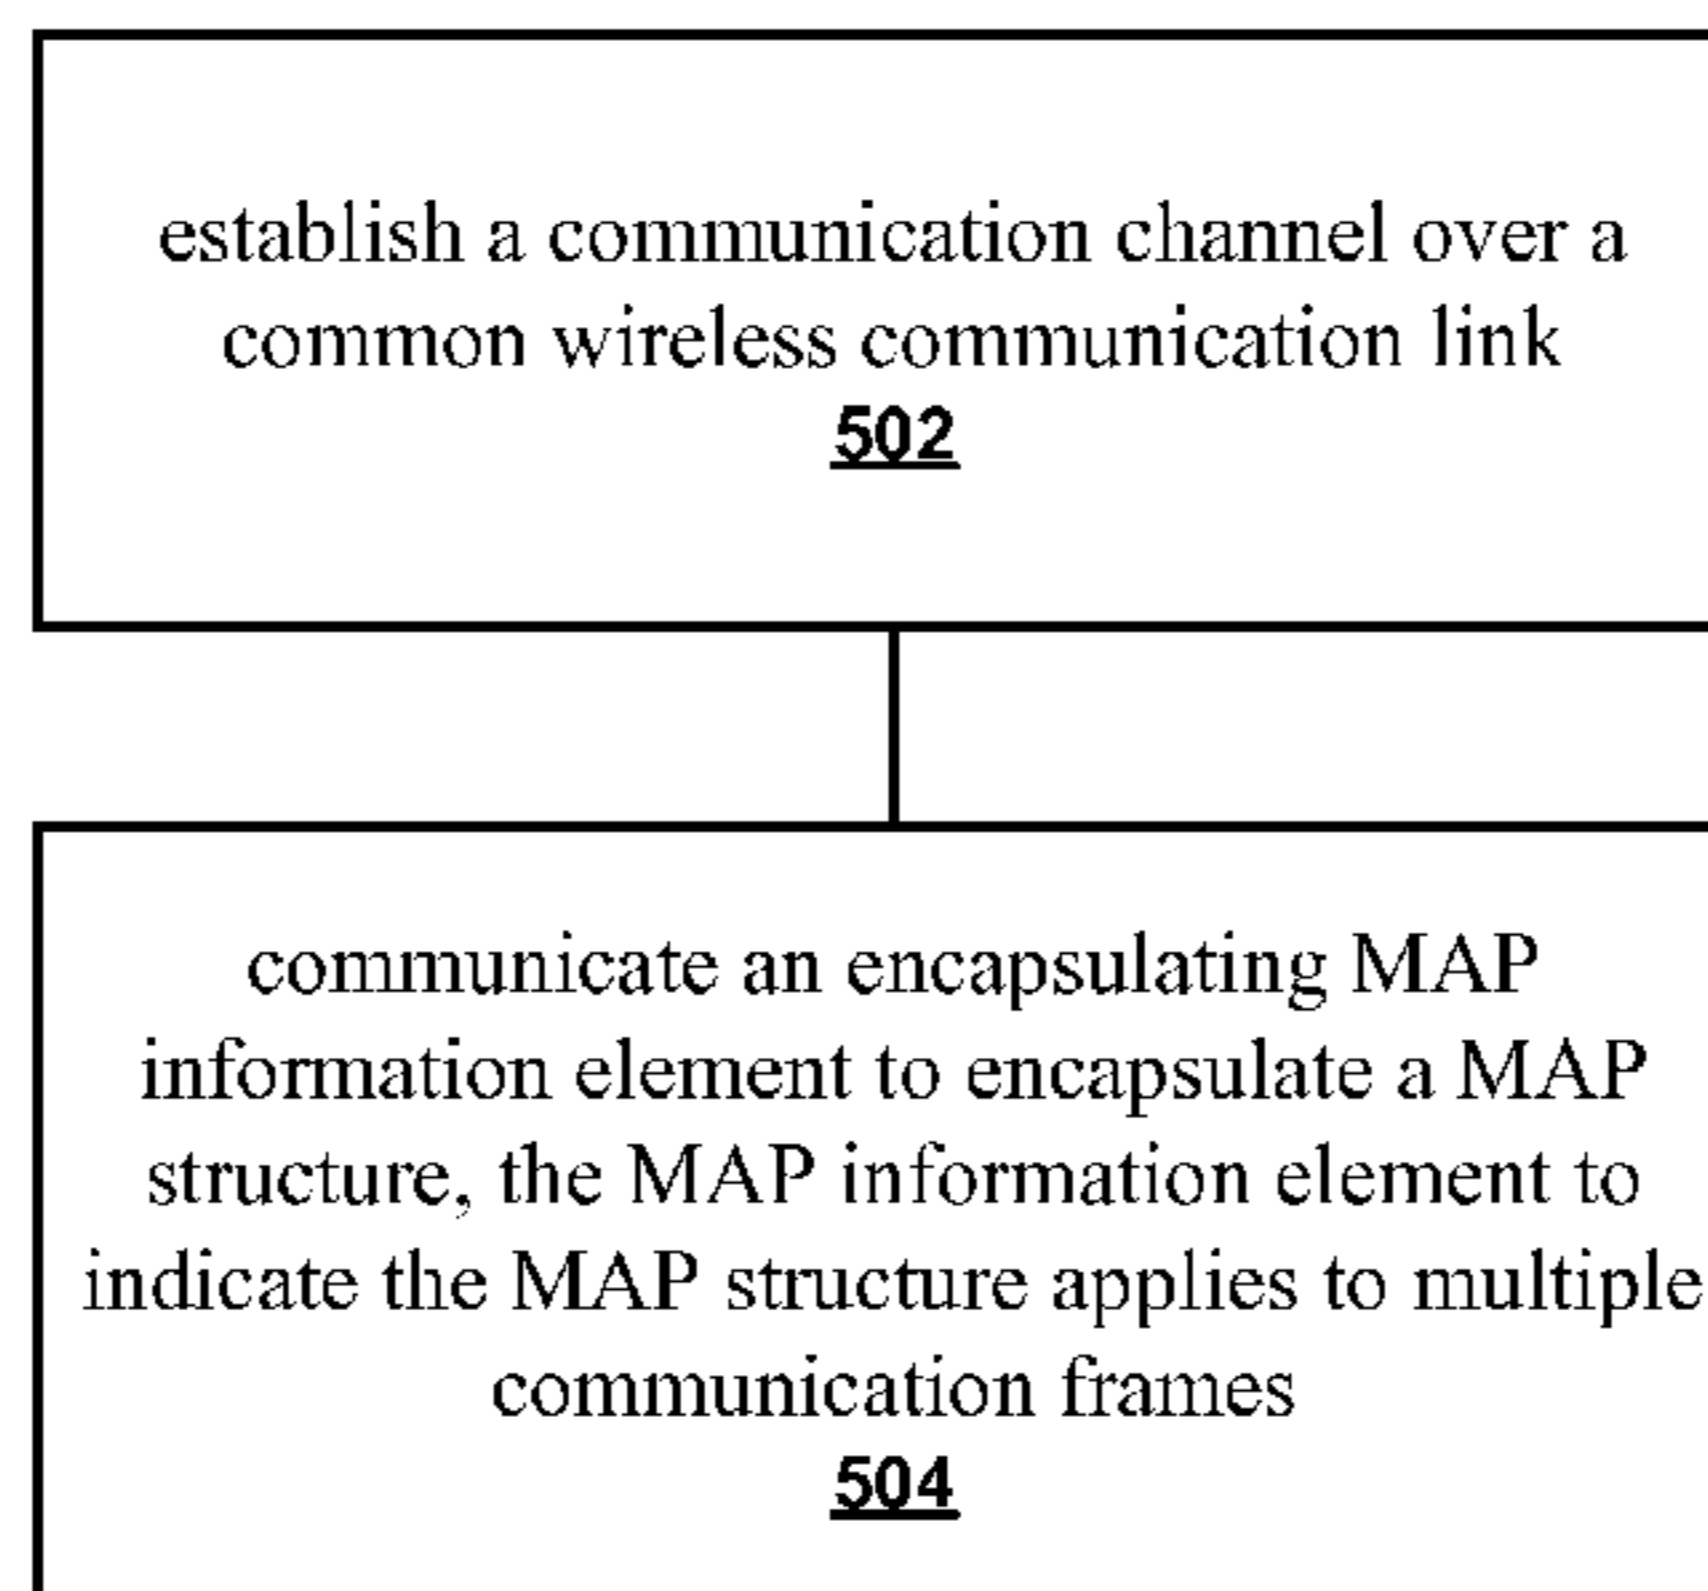 establish a communication channel over a
common wireless communication link
502
communicate an encapsulating MAP
information element to encapsulate a MAP
structure, the MAP information element to
indicate the MAP structure applies to multiple
communication frames
504